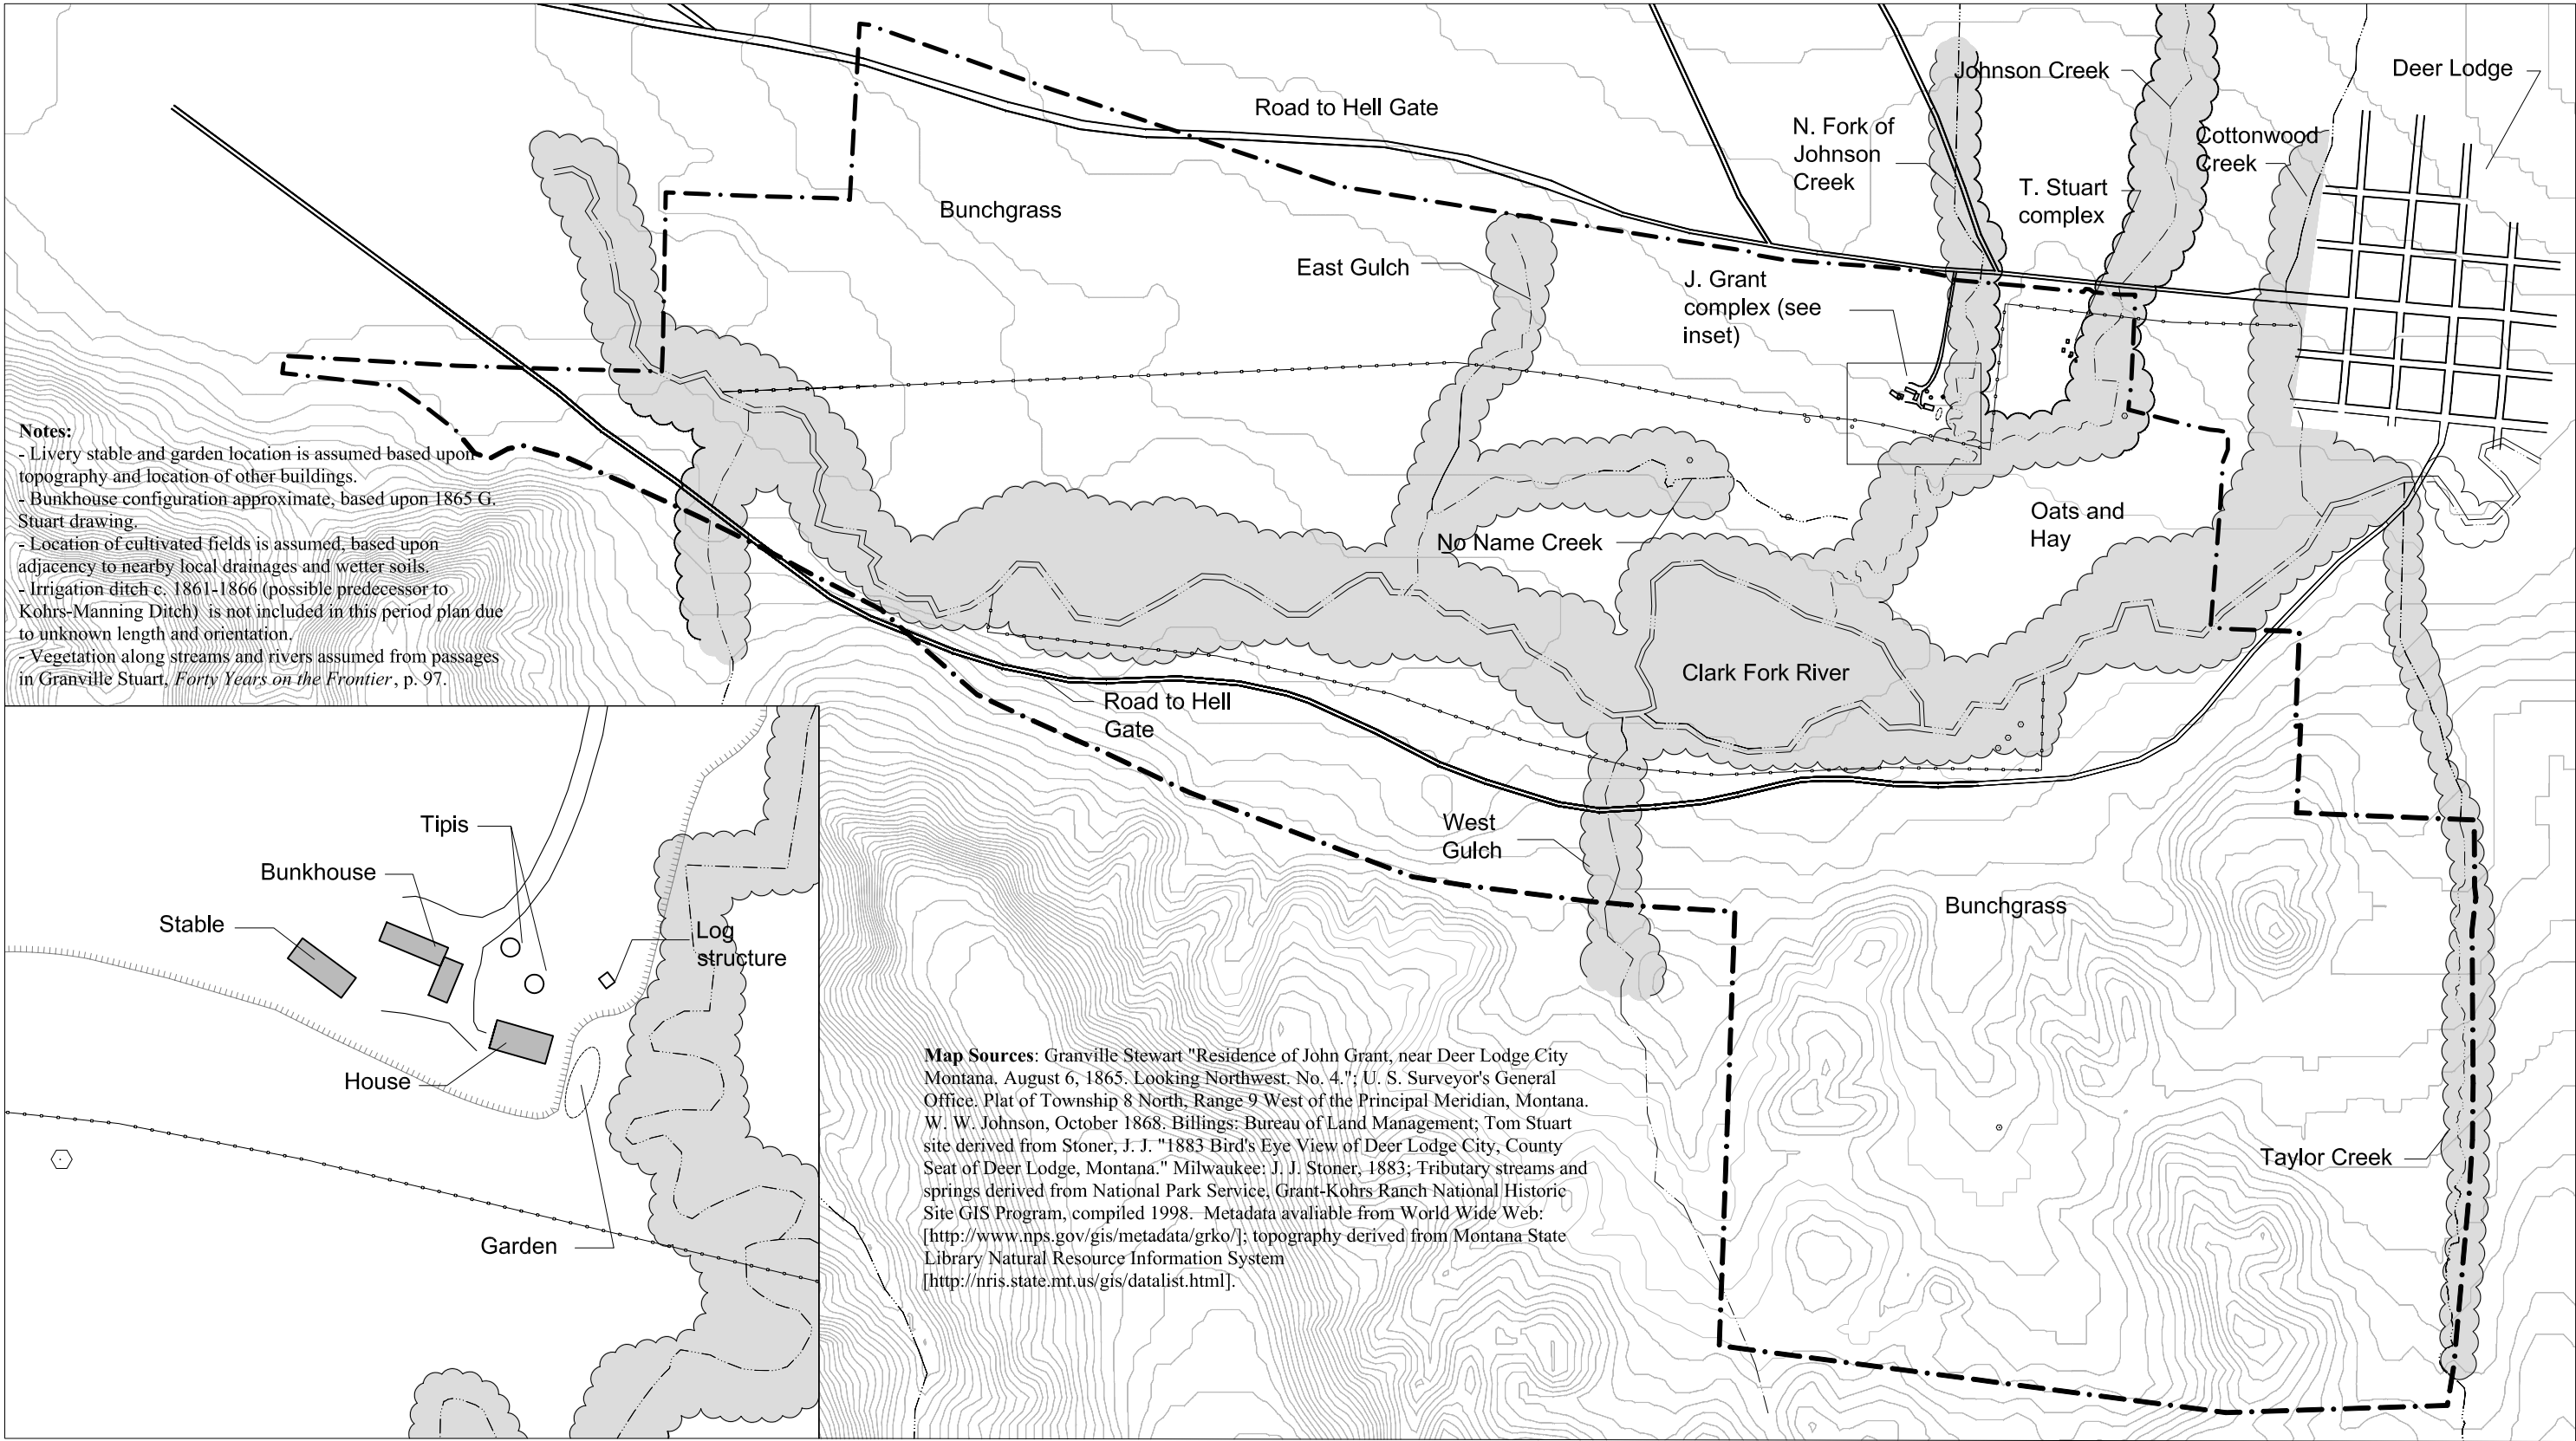 Johnson Creek
Deer Lodge
Road to Hell Gate
N. Fork of
Johnson
Creek
Cottonwood
Creek
T. Stuart
complex
Bunchgrass
East Gulch
J. Grant
complex (see
inset)
Notes:
- Livery stable and garden location is assumed based upon
topography and location of other buildings.
- Bunkhouse configuration approximate, based upon 1865 G.
Stuart drawing.
- Location of cultivated fields is assumed, based upon
adjacency to nearby local drainages and wetter soils.
- Irrigation ditch c. 1861-1866 (possible predecessor to
Kohrs-Manning Ditch) is not included in this period plan due
to unknown length and orientation.
- Vegetation along streams and rivers assumed from passages
in Granville Stuart, Forty Years on the Frontier, p. 97.
Oats and
Hay
No Name Creek
Clark Fork River
Road to Hell
Gate
West
Gulch
Bunchgrass
Taylor Creek
Tipis
Bunkhouse
Stable
Log
structure
House
Garden
Map Sources: Granville Stewart "Residence of John Grant, near Deer Lodge City
Montana. August 6, 1865. Looking Northwest. No. 4."; U. S. Surveyor's General
Office. Plat of Township 8 North, Range 9 West of the Principal Meridian, Montana.
W. W. Johnson, October 1868. Billings: Bureau of Land Management; Tom Stuart
site derived from Stoner, J. J. "1883 Bird's Eye View of Deer Lodge City, County
Seat of Deer Lodge, Montana." Milwaukee: J. J. Stoner, 1883; Tributary streams and
springs derived from National Park Service, Grant-Kohrs Ranch National Historic
Site GIS Program, compiled 1998. Metadata avaliable from World Wide Web:
[http://www.nps.gov/gis/metadata/grko/]; topography derived from Montana State
Library Natural Resource Information System
[http://nris.state.mt.us/gis/datalist.html].